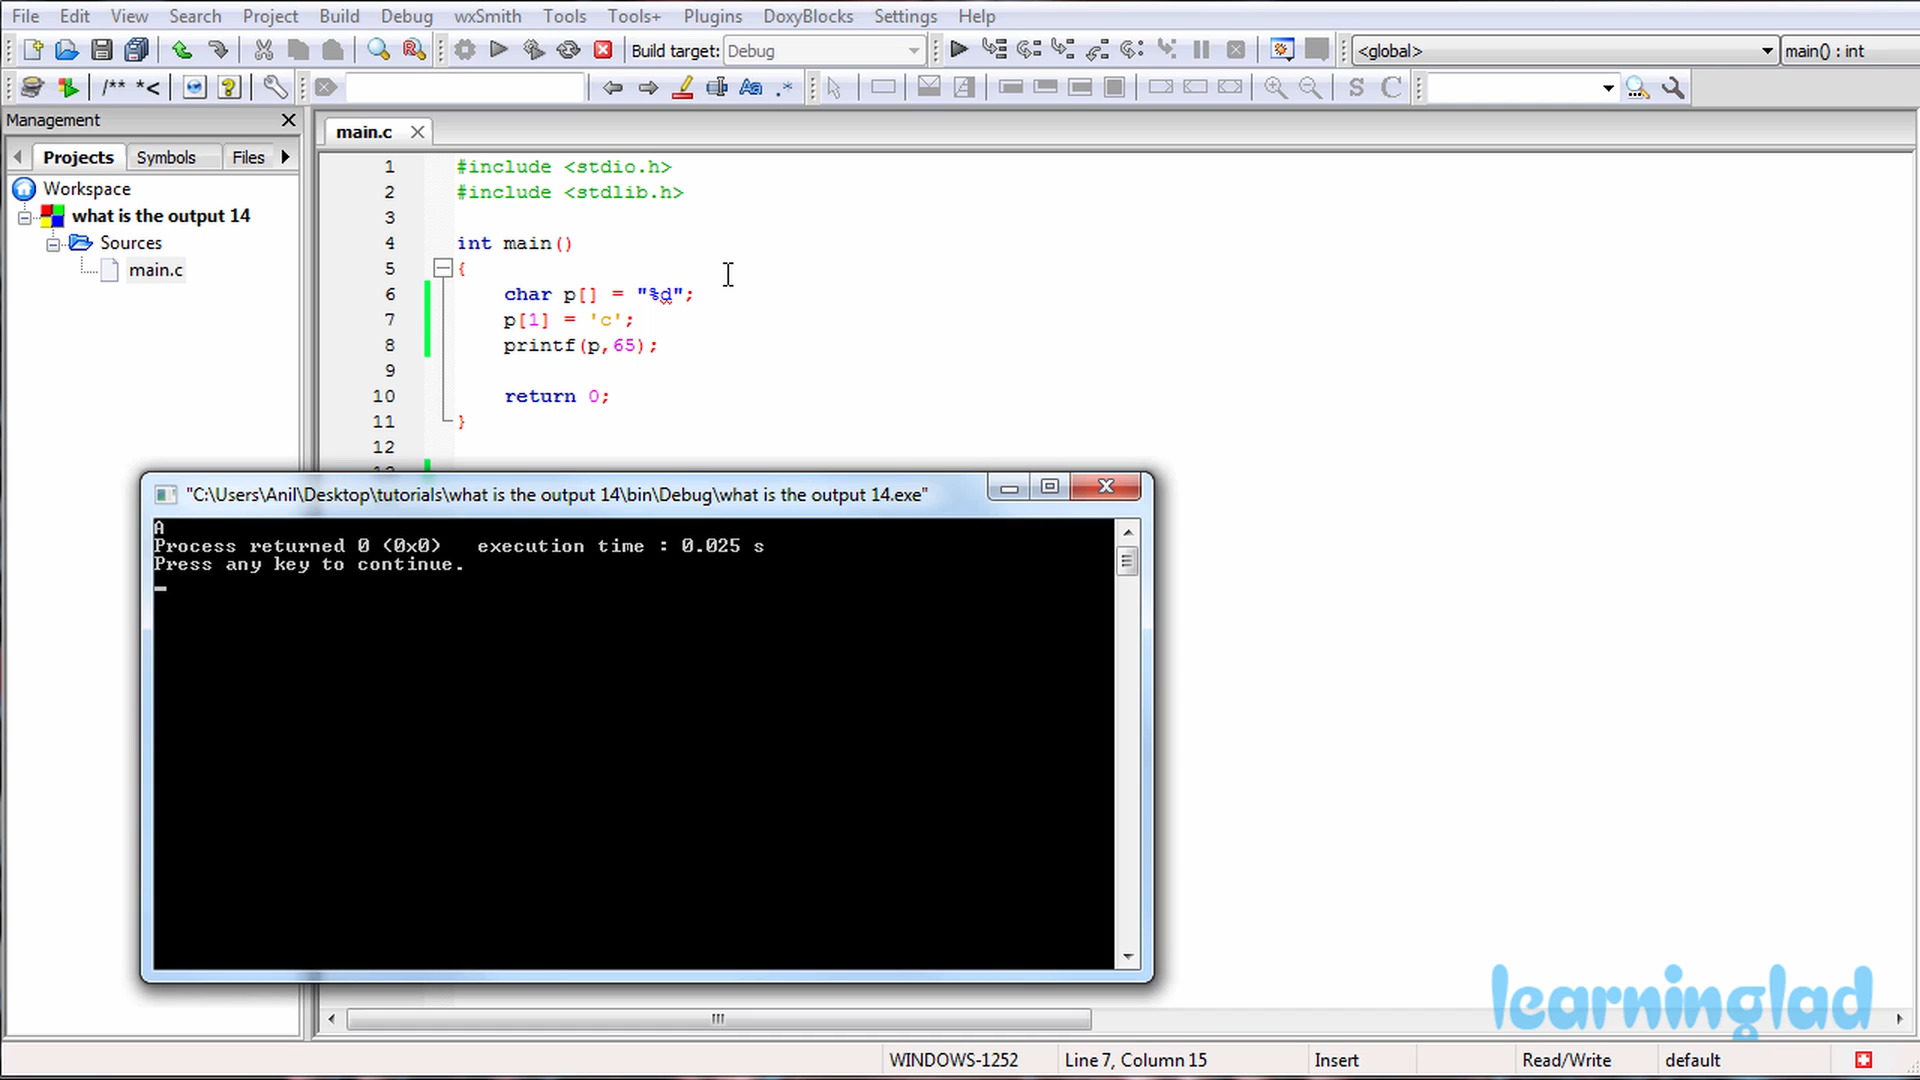 File Edit View Search Project Build Debug wxSmith Tools Tools+ Plugins DoxyBlocks Settings Help
Build target: Debug <global> main() : int
/** *< Aa .* S C
Management
Projects Symbols Files
Workspace
what is the output 14
Sources
main.c
main.c
1 #include <stdio.h>
2 #include <stdlib.h>
3
4 int main()
5 {
6 char p[] = "%d";
7 p[1] = 'c';
8 printf(p,65);
9
10 return 0;
11 }
12
"C:\Users\Anil\Desktop\tutorials\what is the output 14\bin\Debug\what is the output 14.exe"
A
Process returned 0 (0x0) execution time : 0.025 s
Press any key to continue.
learninglad
WINDOWS-1252 Line 7, Column 15 Insert Read/Write default